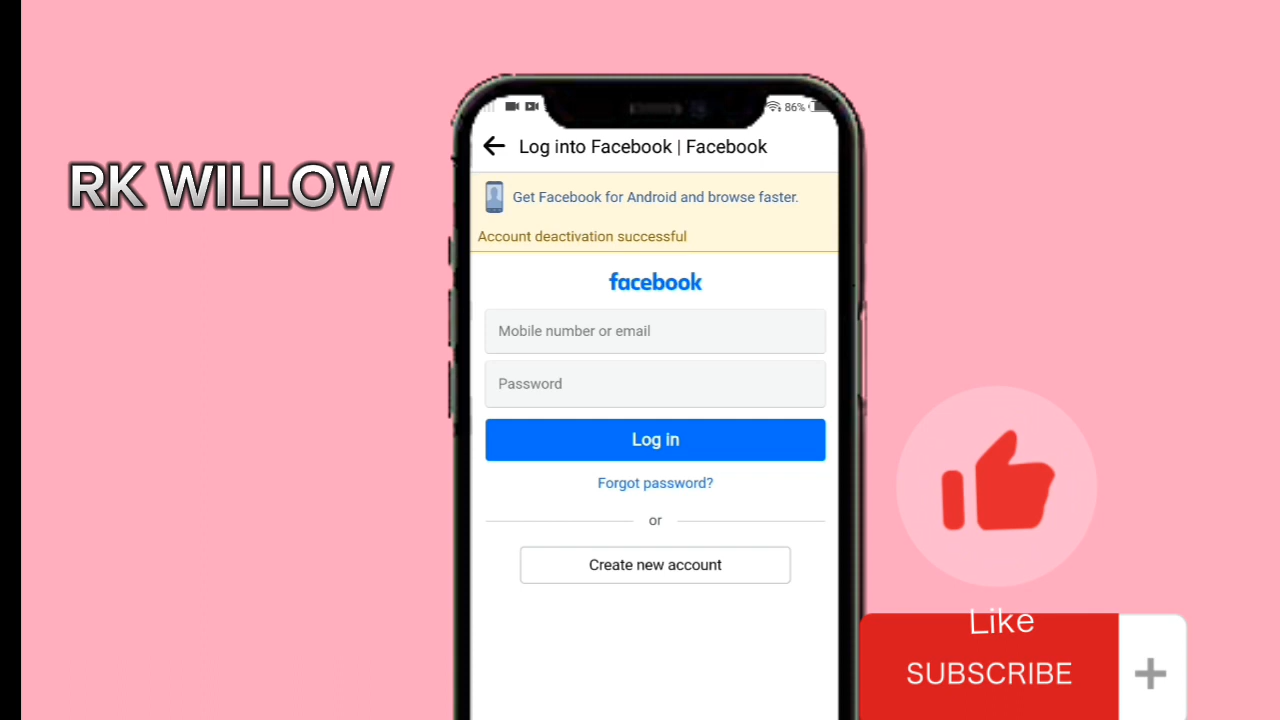 RK WILLOW
86%
Log into Facebook | Facebook
Get Facebook for Android and browse faster.
Account deactivation successful
facebook
Mobile number or email
Password
Log in
Forgot password?
or
Create new account
Like
SUBSCRIBE